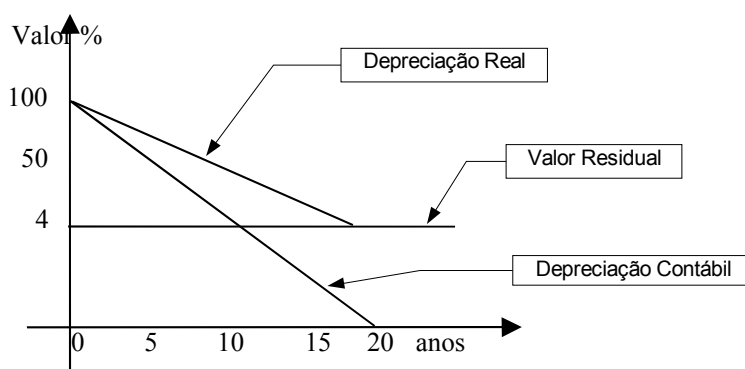 Valor %
Depreciação Real
100
50
Valor Residual
4
Depreciação Contábil
0 5 10 15 20 anos